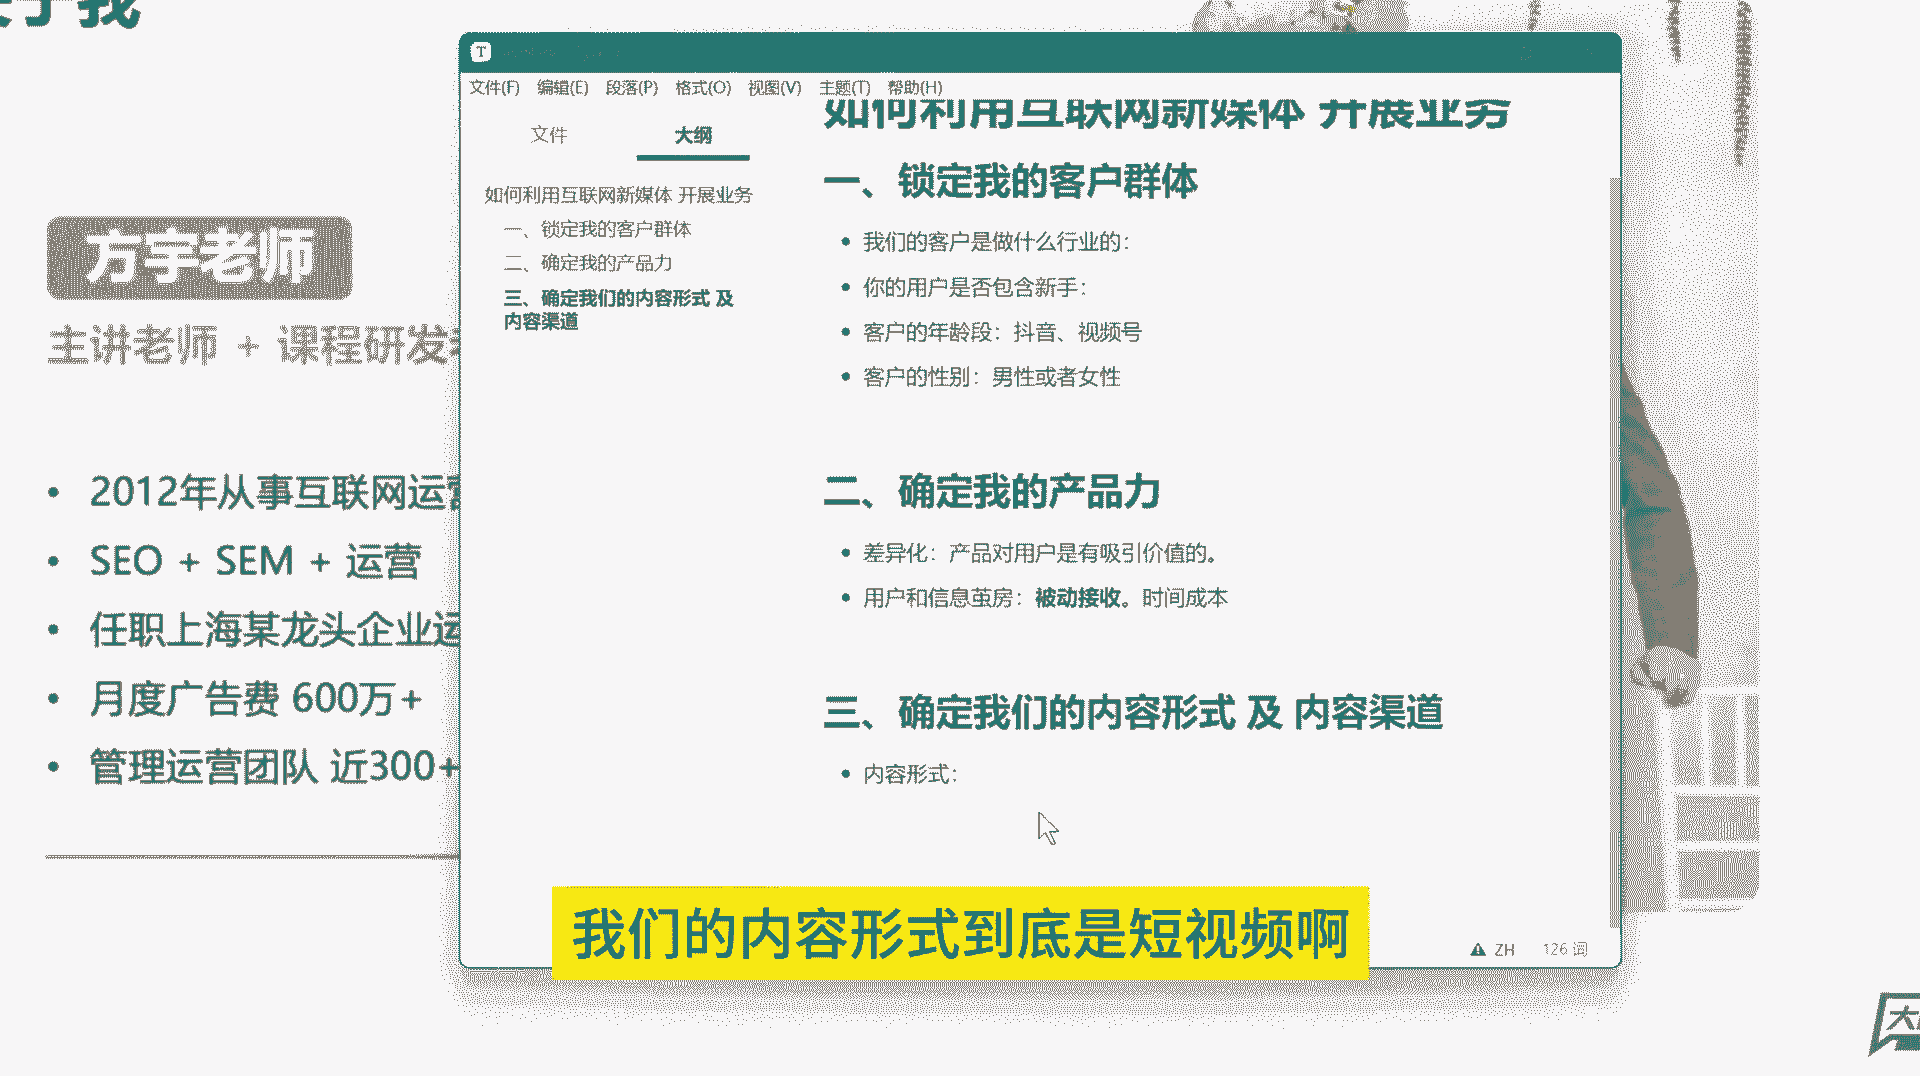 于我
方宇老师
主讲老师 + 课程研发
2012年从事互联网运营
SEO + SEM + 运营
任职上海某龙头企业运
月度广告费 600万+
管理运营团队 近300+
T
文件(F) 编辑(E) 段落(P) 格式(O) 视图(V) 主题(T) 帮助(H)
文件 大纲
如何利用互联网新媒体 开展业务
一、锁定我的客户群体
二、确定我的产品力
三、确定我们的内容形式 及
内容渠道
如何利用互联网新媒体 开展业务
一、锁定我的客户群体
我们的客户是做什么行业的：
你的用户是否包含新手：
客户的年龄段：抖音、视频号
客户的性别：男性或者女性
二、确定我的产品力
差异化：产品对用户是有吸引价值的。
用户和信息茧房：被动接收。时间成本
三、确定我们的内容形式 及 内容渠道
内容形式：
ZH 126 词
我们的内容形式到底是短视频啊
大